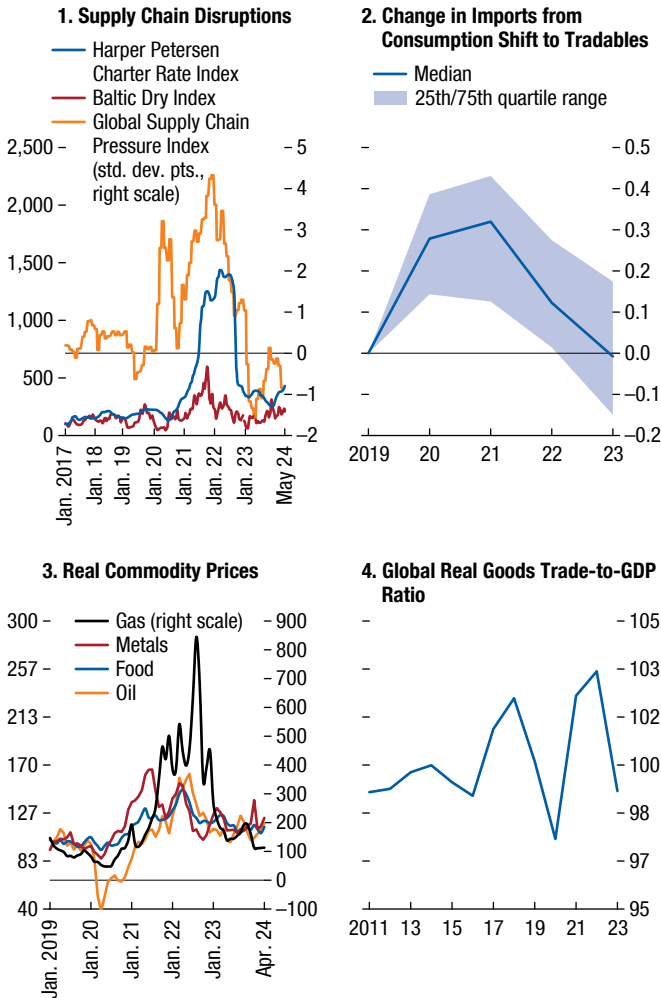 1. Supply Chain Disruptions
Harper Petersen
Charter Rate Index
Baltic Dry Index
Global Supply Chain
Pressure Index
(std. dev. pts.,
right scale)
2,500
2,000
1,500
1,000
500
0
5
4
3
2
1
0
–1
–2
Jan. 2017
Jan. 18
Jan. 19
Jan. 20
Jan. 21
Jan. 22
Jan. 23
May 24
2. Change in Imports from
Consumption Shift to Tradables
Median
25th/75th quartile range
0.5
0.4
0.3
0.2
0.1
0.0
–0.1
–0.2
2019
20
21
22
23
3. Real Commodity Prices
Gas (right scale)
Metals
Food
Oil
300
257
213
170
127
83
40
900
800
700
600
500
400
300
200
100
0
–100
Jan. 2019
Jan. 20
Jan. 21
Jan. 22
Jan. 23
Apr. 24
4. Global Real Goods Trade-to-GDP
Ratio
105
103
102
100
98
97
95
2011
13
15
17
19
21
23